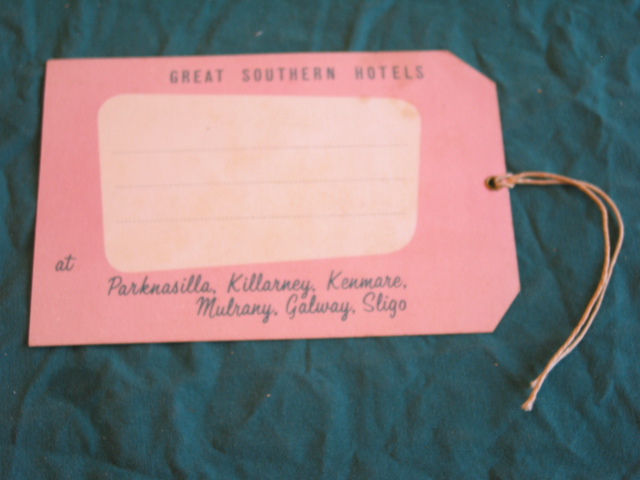 GREAT SOUTHERN HOTELS
at
Parknasilla, Killarney, Kenmare,
Mulrany, Galway, Sligo